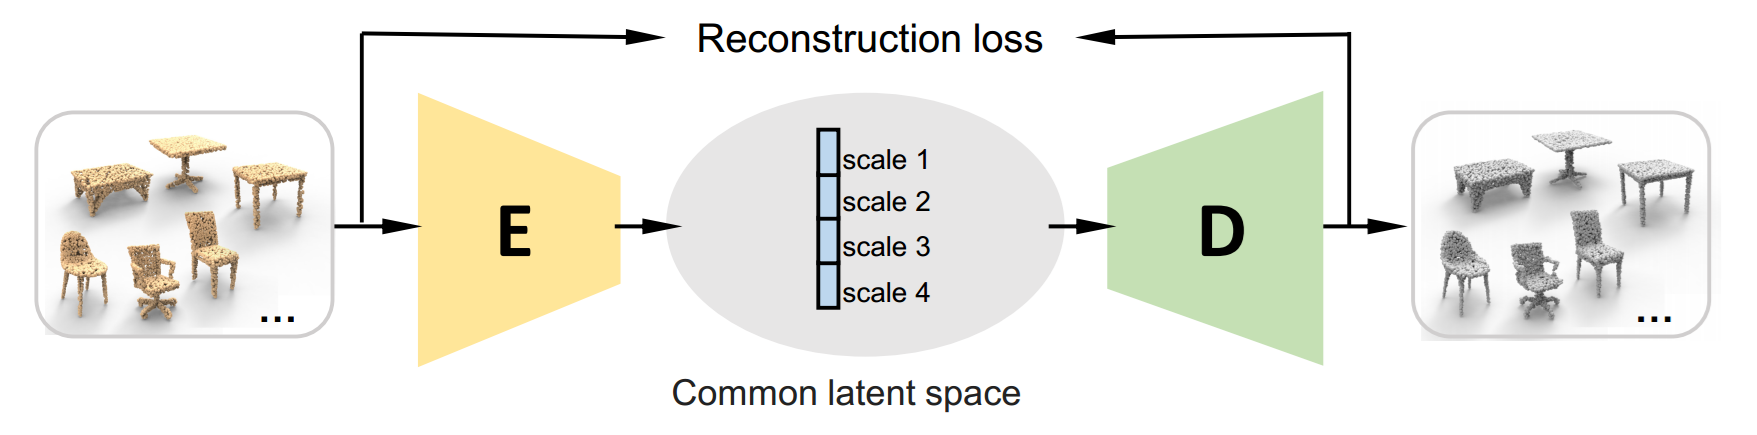 Reconstruction loss
E
scale 1
scale 2
scale 3
scale 4
D
...
...
Common latent space